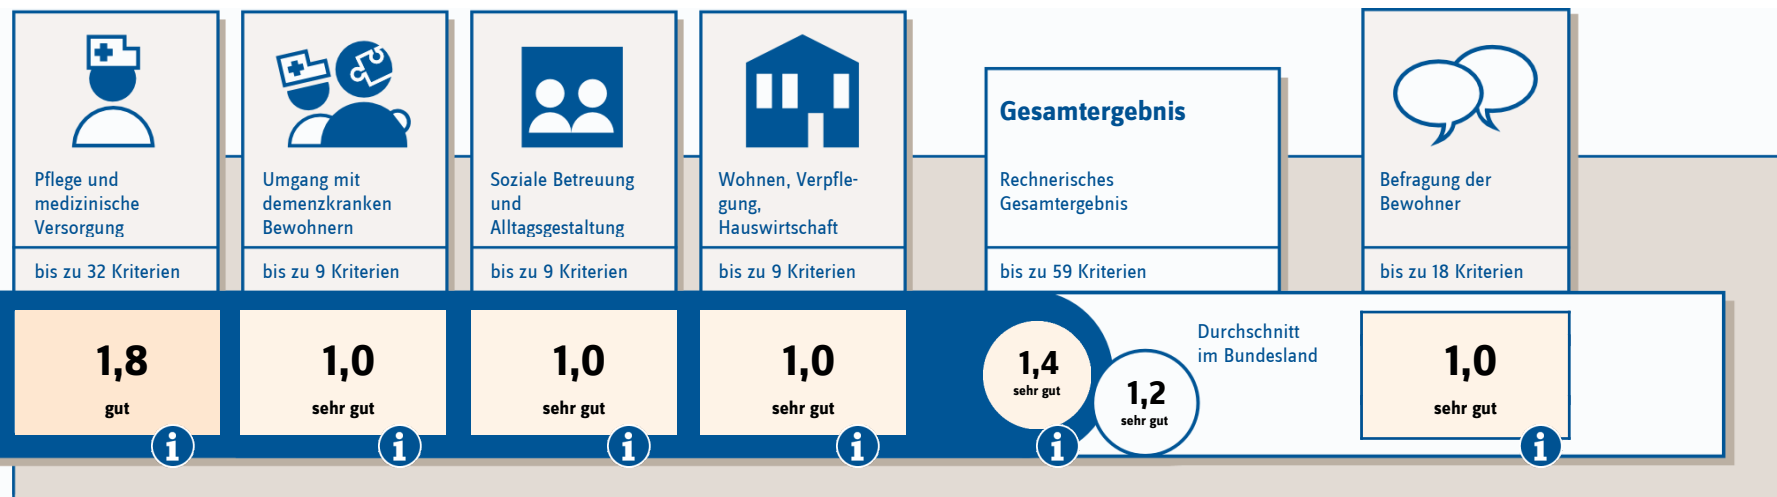 Pflege und
medizinische
Versorgung
bis zu 32 Kriterien
1,8
gut
Umgang mit
demenzkranken
Bewohnern
bis zu 9 Kriterien
1,0
sehr gut
Soziale Betreuung
und
Alltagsgestaltung
bis zu 9 Kriterien
1,0
sehr gut
Wohnen, Verpfle-
gung,
Hauswirtschaft
bis zu 9 Kriterien
1,0
sehr gut
Gesamtergebnis
Rechnerisches
Gesamtergebnis
bis zu 59 Kriterien
1,4
sehr gut
1,2
sehr gut
Durchschnitt
im Bundesland
Befragung der
Bewohner
bis zu 18 Kriterien
1,0
sehr gut